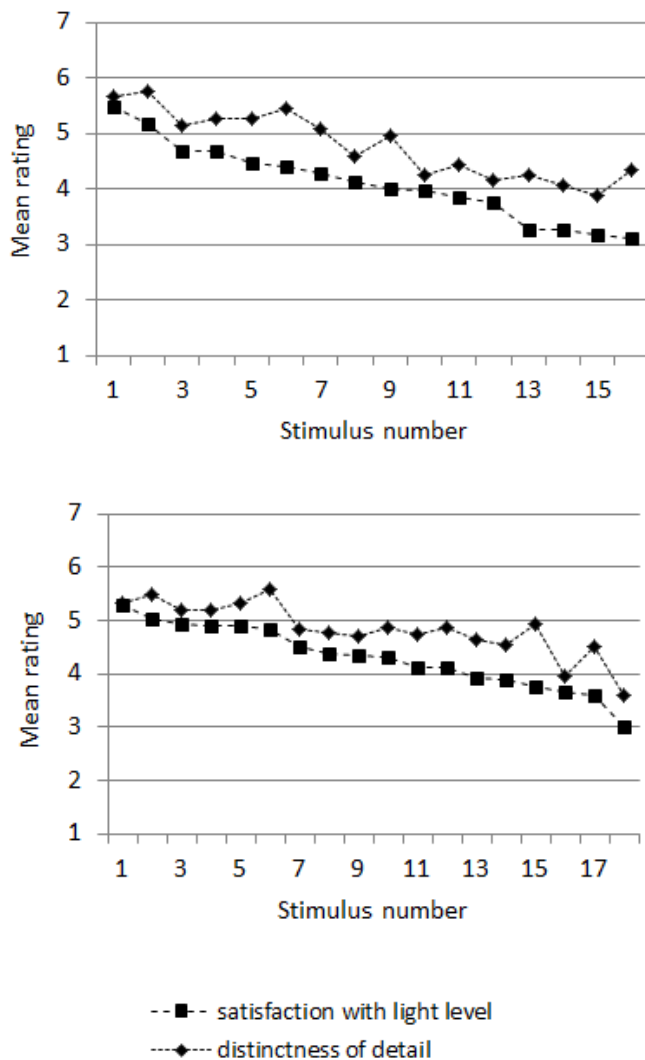 7
6
5
4
3
2
1
Mean rating
1 3 5 7 9 11 13 15
Stimulus number
7
6
5
4
3
2
1
Mean rating
1 3 5 7 9 11 13 15 17
Stimulus number
satisfaction with light level
distinctness of detail